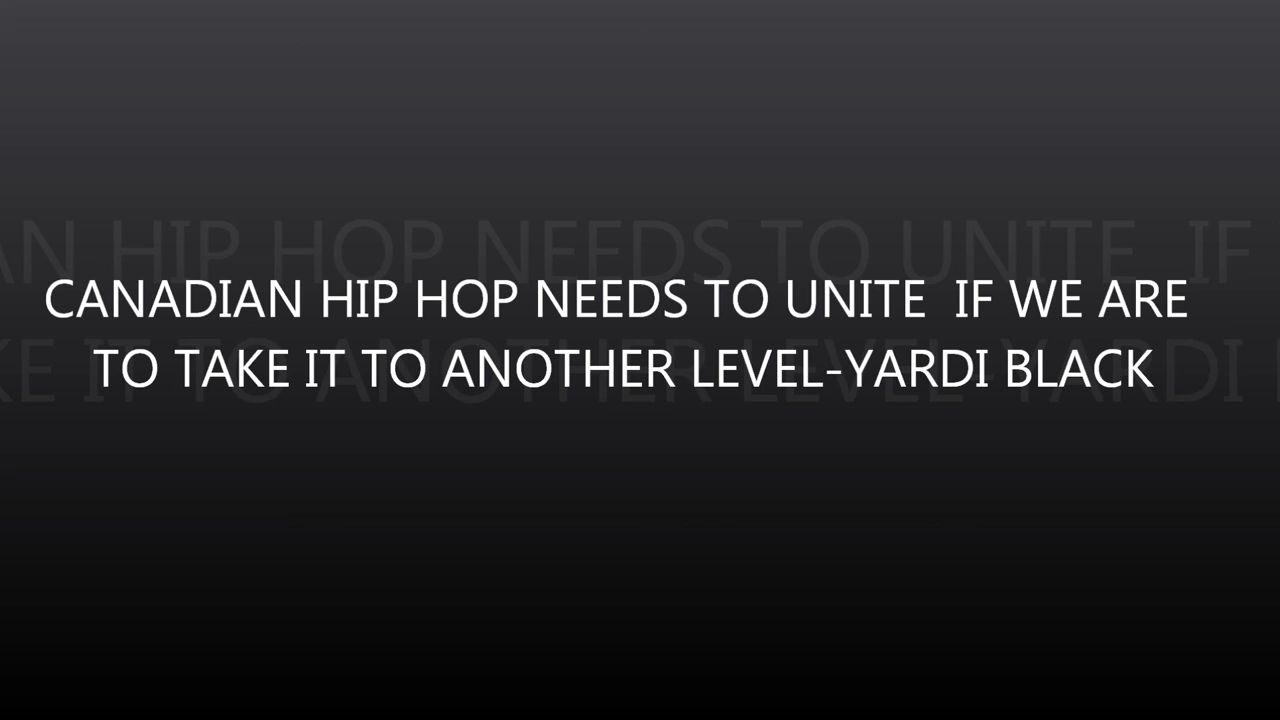 CANADIAN HIP HOP NEEDS TO UNITE  IF WE ARE
TO TAKE IT TO ANOTHER LEVEL-YARDI BLACK